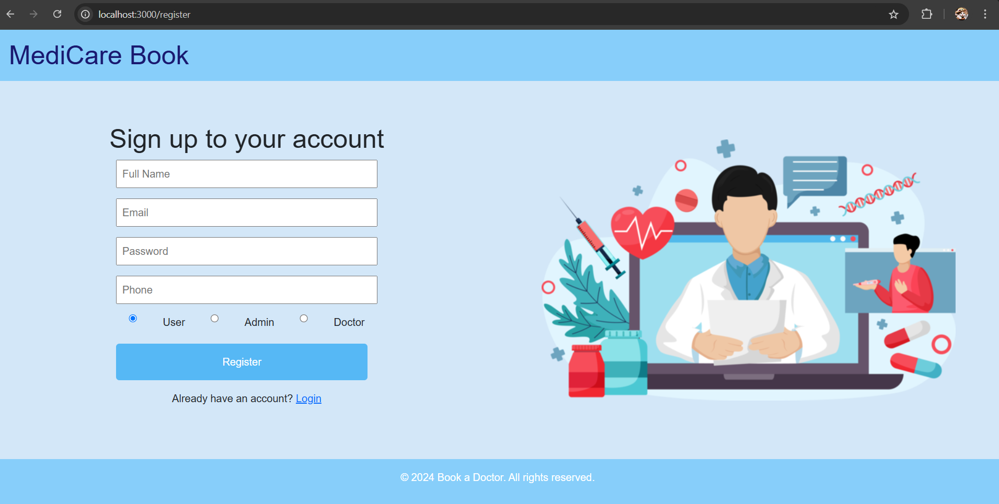 localhost:3000/register
MediCare Book
Sign up to your account
Full Name
Email
Password
Phone
User Admin Doctor
Register
Already have an account? Login
© 2024 Book a Doctor. All rights reserved.